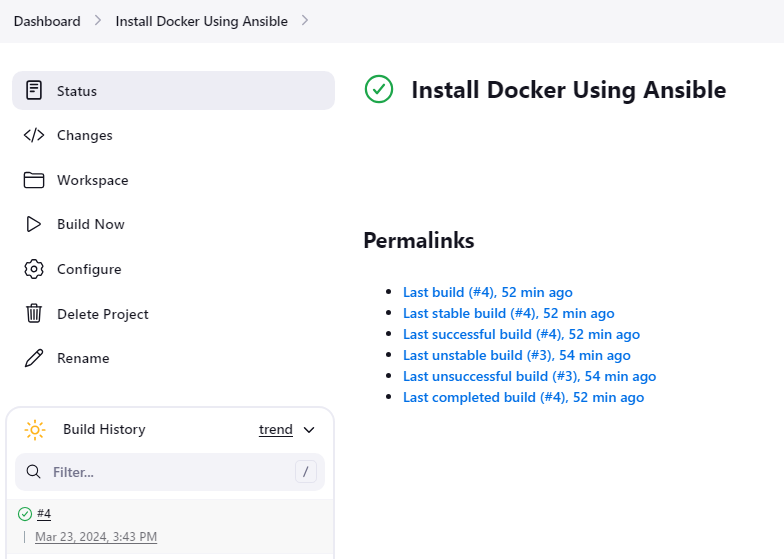 Dashboard Install Docker Using Ansible
Status
Changes
Workspace
Build Now
Configure
Delete Project
Rename
Build History trend
Filter... /
#4
Mar 23, 2024, 3:43 PM
Install Docker Using Ansible
Permalinks
Last build (#4), 52 min ago
Last stable build (#4), 52 min ago
Last successful build (#4), 52 min ago
Last unstable build (#3), 54 min ago
Last unsuccessful build (#3), 54 min ago
Last completed build (#4), 52 min ago